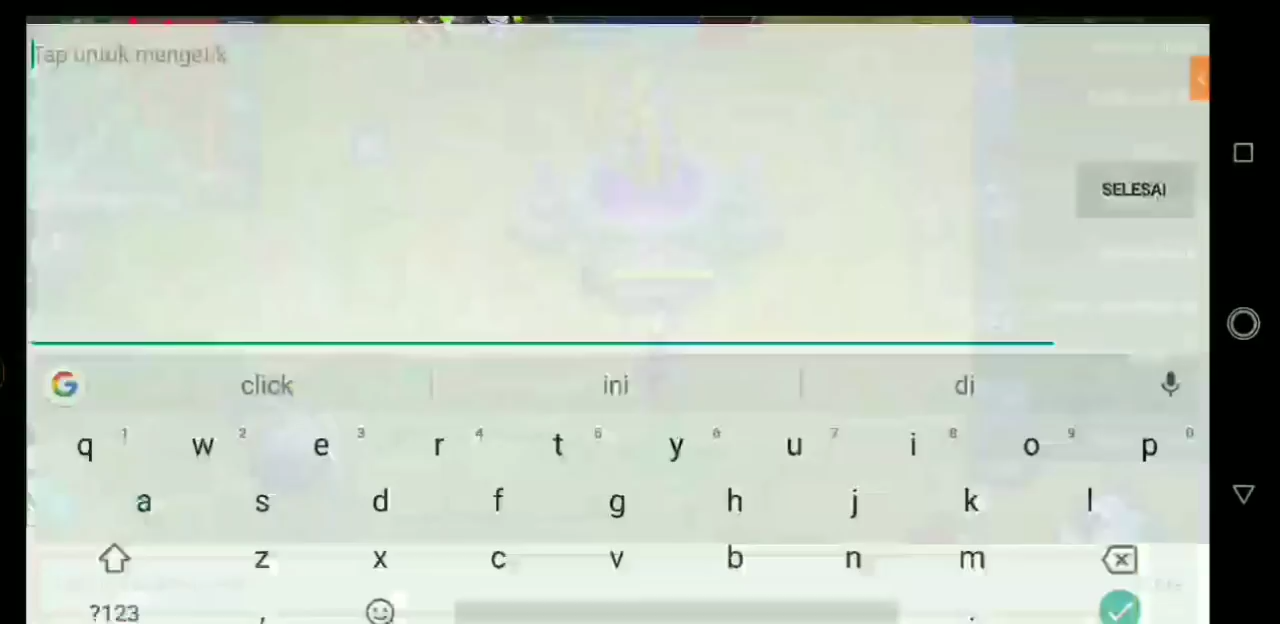 Tap untuk mengetik
SELESAI
G click ini di
q 1 w 2 e 3 r 4 t 5 y 6 u 7 i 8 o 9 p 0
a s d f g h j k l
z x c v b n m
?123 , .